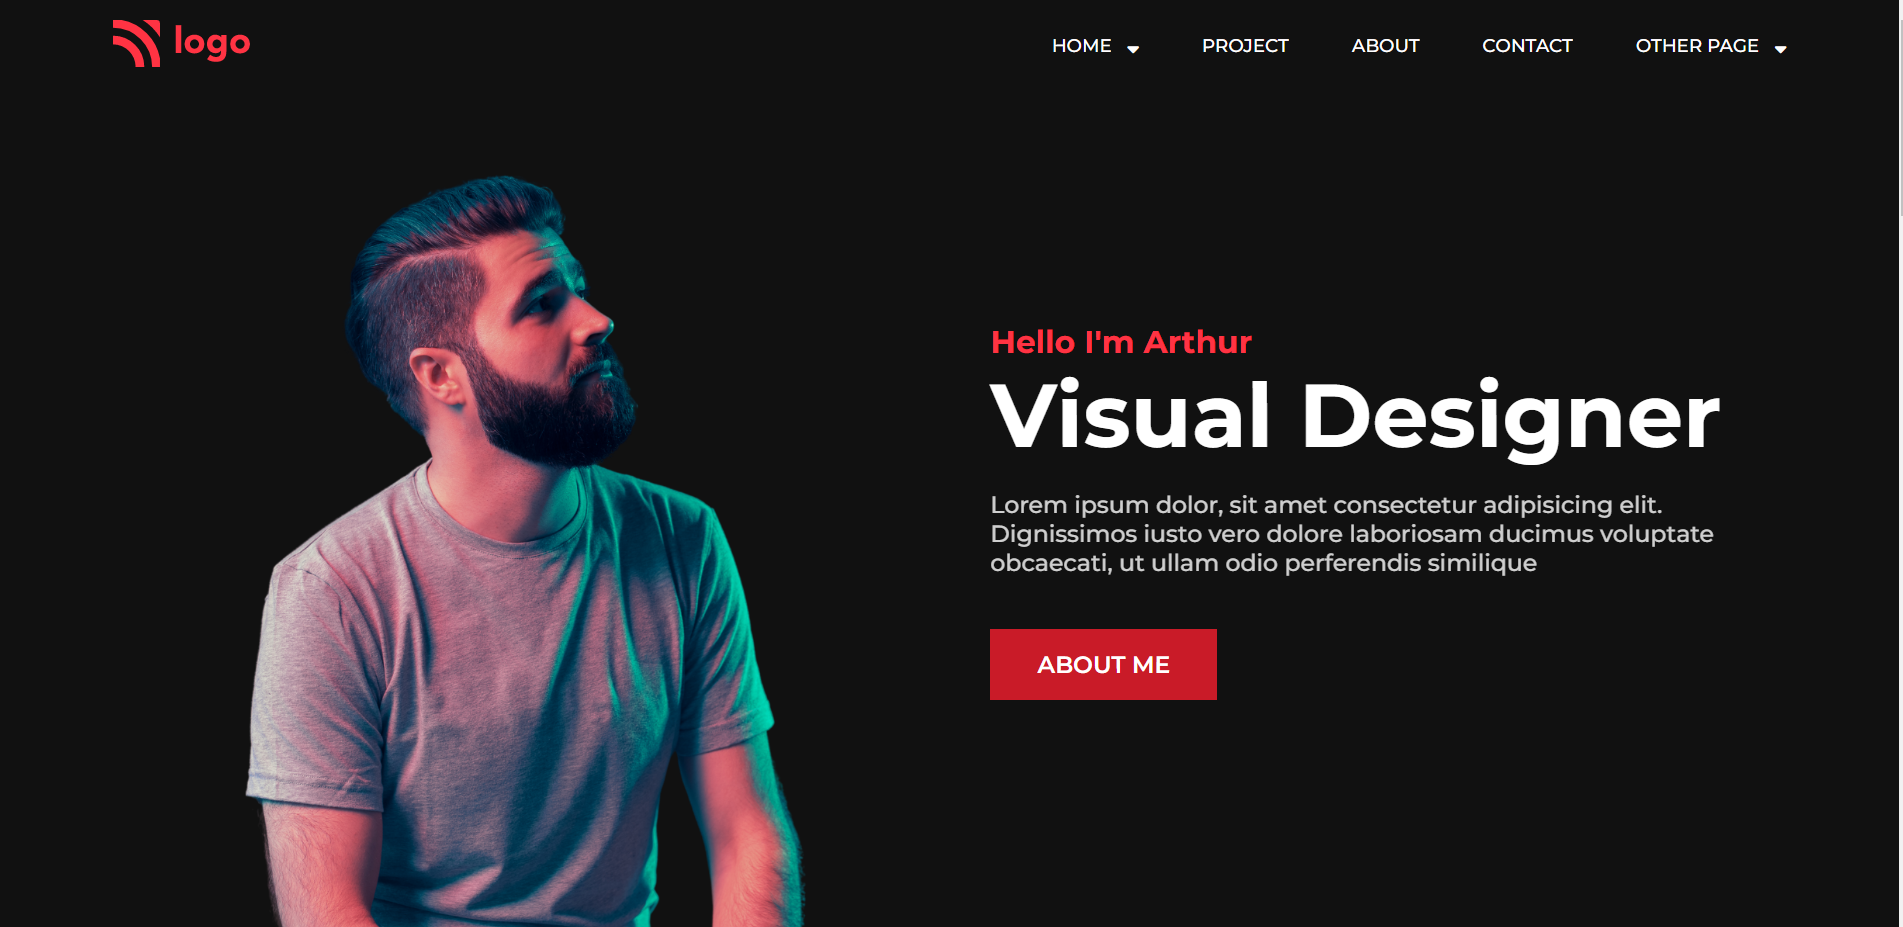 logo
HOME
PROJECT
ABOUT
CONTACT
OTHER PAGE
Hello I'm Arthur
Visual Designer
Lorem ipsum dolor, sit amet consectetur adipisicing elit.
Dignissimos iusto vero dolore laboriosam ducimus voluptate
obcaecati, ut ullam odio perferendis similique
ABOUT ME